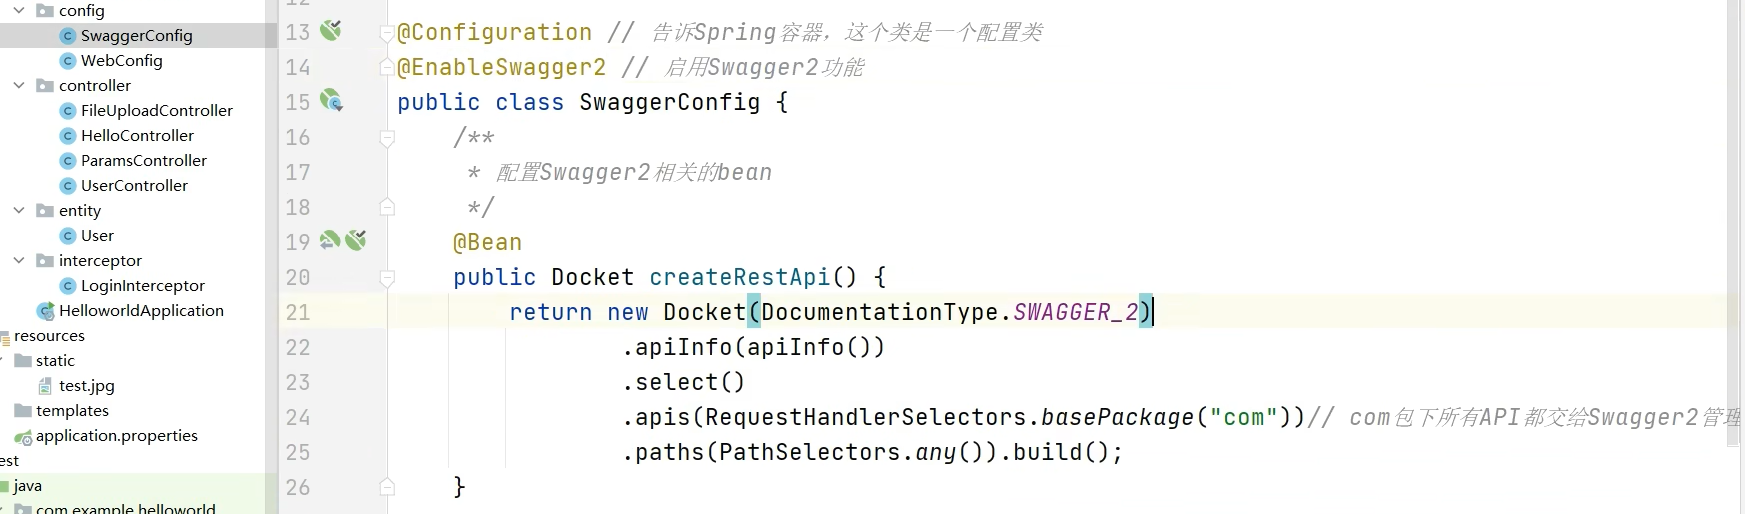 config
SwaggerConfig
WebConfig
controller
FileUploadController
HelloController
ParamsController
UserController
entity
User
interceptor
LoginInterceptor
HelloworldApplication
resources
static
test.jpg
templates
application.properties
est
java
com.example.helloworld
13 @Configuration // 告诉Spring容器，这个类是一个配置类
14 @EnableSwagger2 // 启用Swagger2功能
15 public class SwaggerConfig {
16 /**
17 * 配置Swagger2相关的bean
18 */
19 @Bean
20 public Docket createRestApi() {
21 return new Docket(DocumentationType.SWAGGER_2)
22 .apiInfo(apiInfo())
23 .select()
24 .apis(RequestHandlerSelectors.basePackage("com"))// com包下所有API都交给Swagger2管理
25 .paths(PathSelectors.any()).build();
26 }